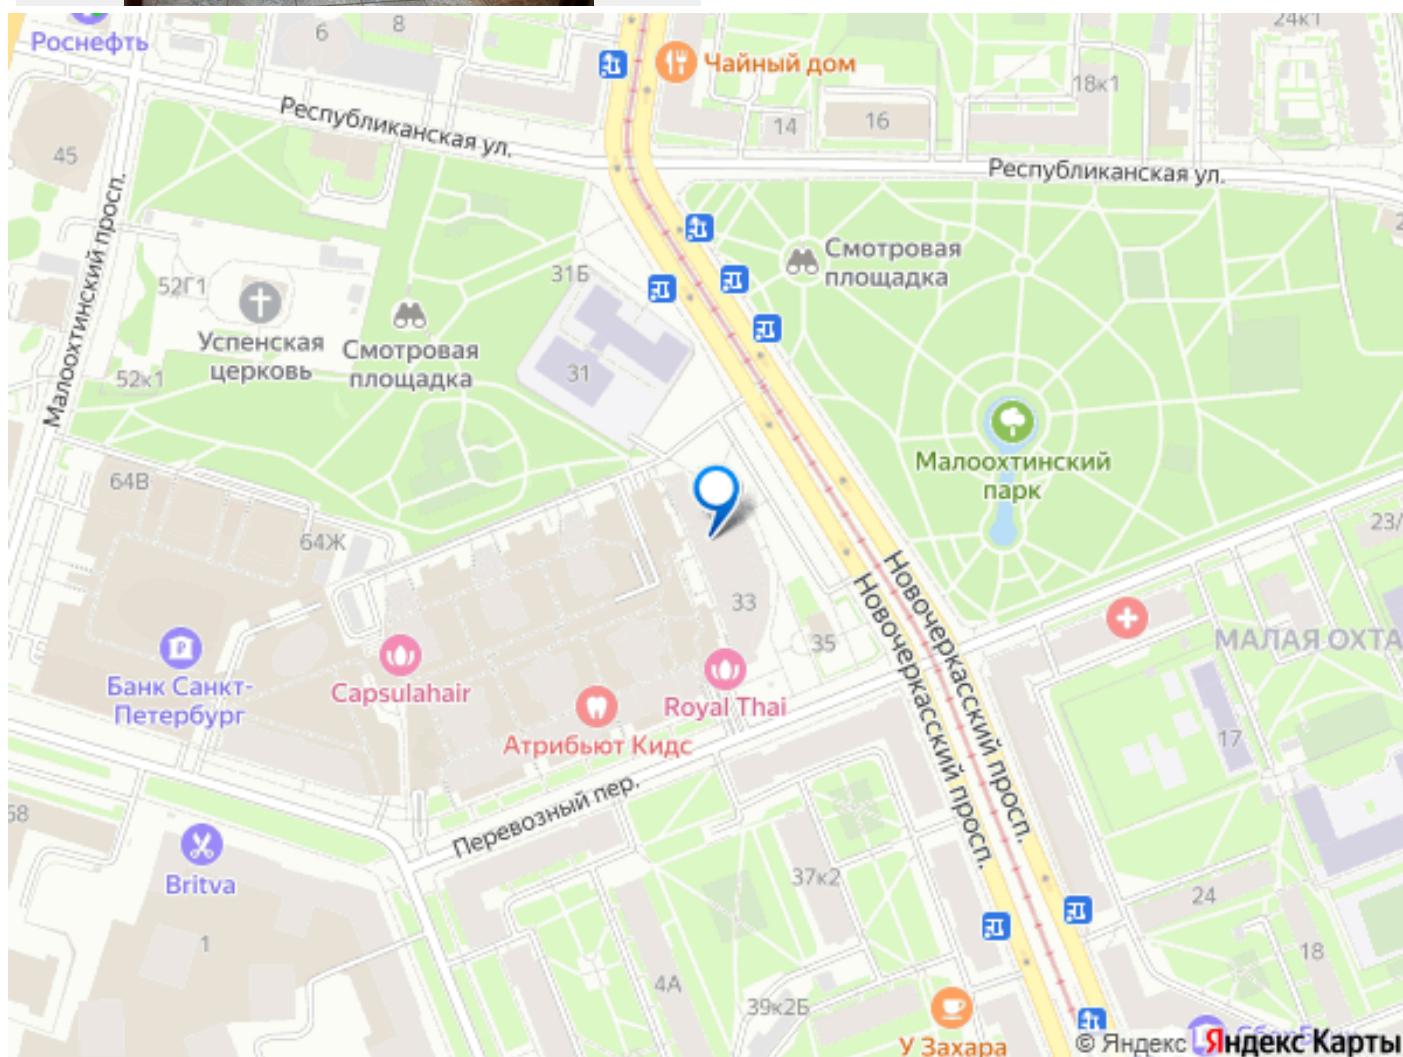 Роснефть
6
8
Чайный дом
24к1
18к1
14
16
Республиканская ул.
Республиканская ул.
45
Малоохтинский просп.
52Г1
Успенская
церковь
Смотровая
площадка
52к1
31Б
31
Смотровая
площадка
Малоохтинский
парк
64В
64Ж
33
35
23/
Новочеркасский просп.
Новочеркасский просп.
МАЛАЯ ОХТА
Банк Санкт-
Петербург
Capsulahair
Royal Thai
Атрибьют Кидс
17
Перевозный пер.
68
Britva
1
37к2
24
18
4А
39к2Б
У Захара
© Яндекс
Яндекс Карты